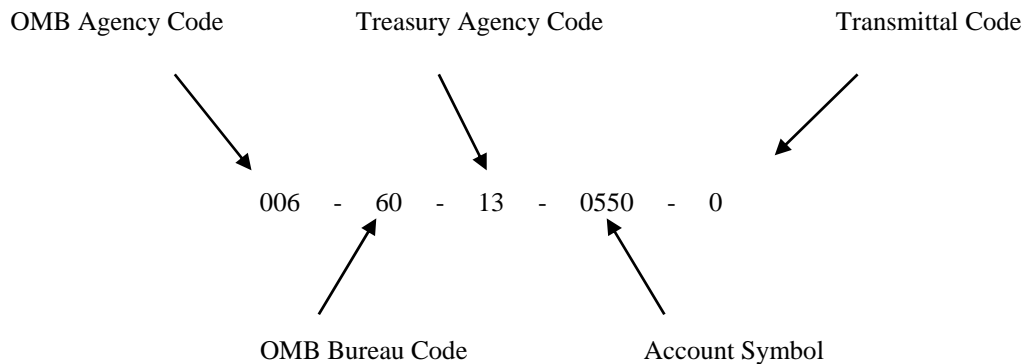 OMB Agency Code Treasury Agency Code Transmittal Code
006 - 60 - 13 - 0550 - 0
OMB Bureau Code Account Symbol